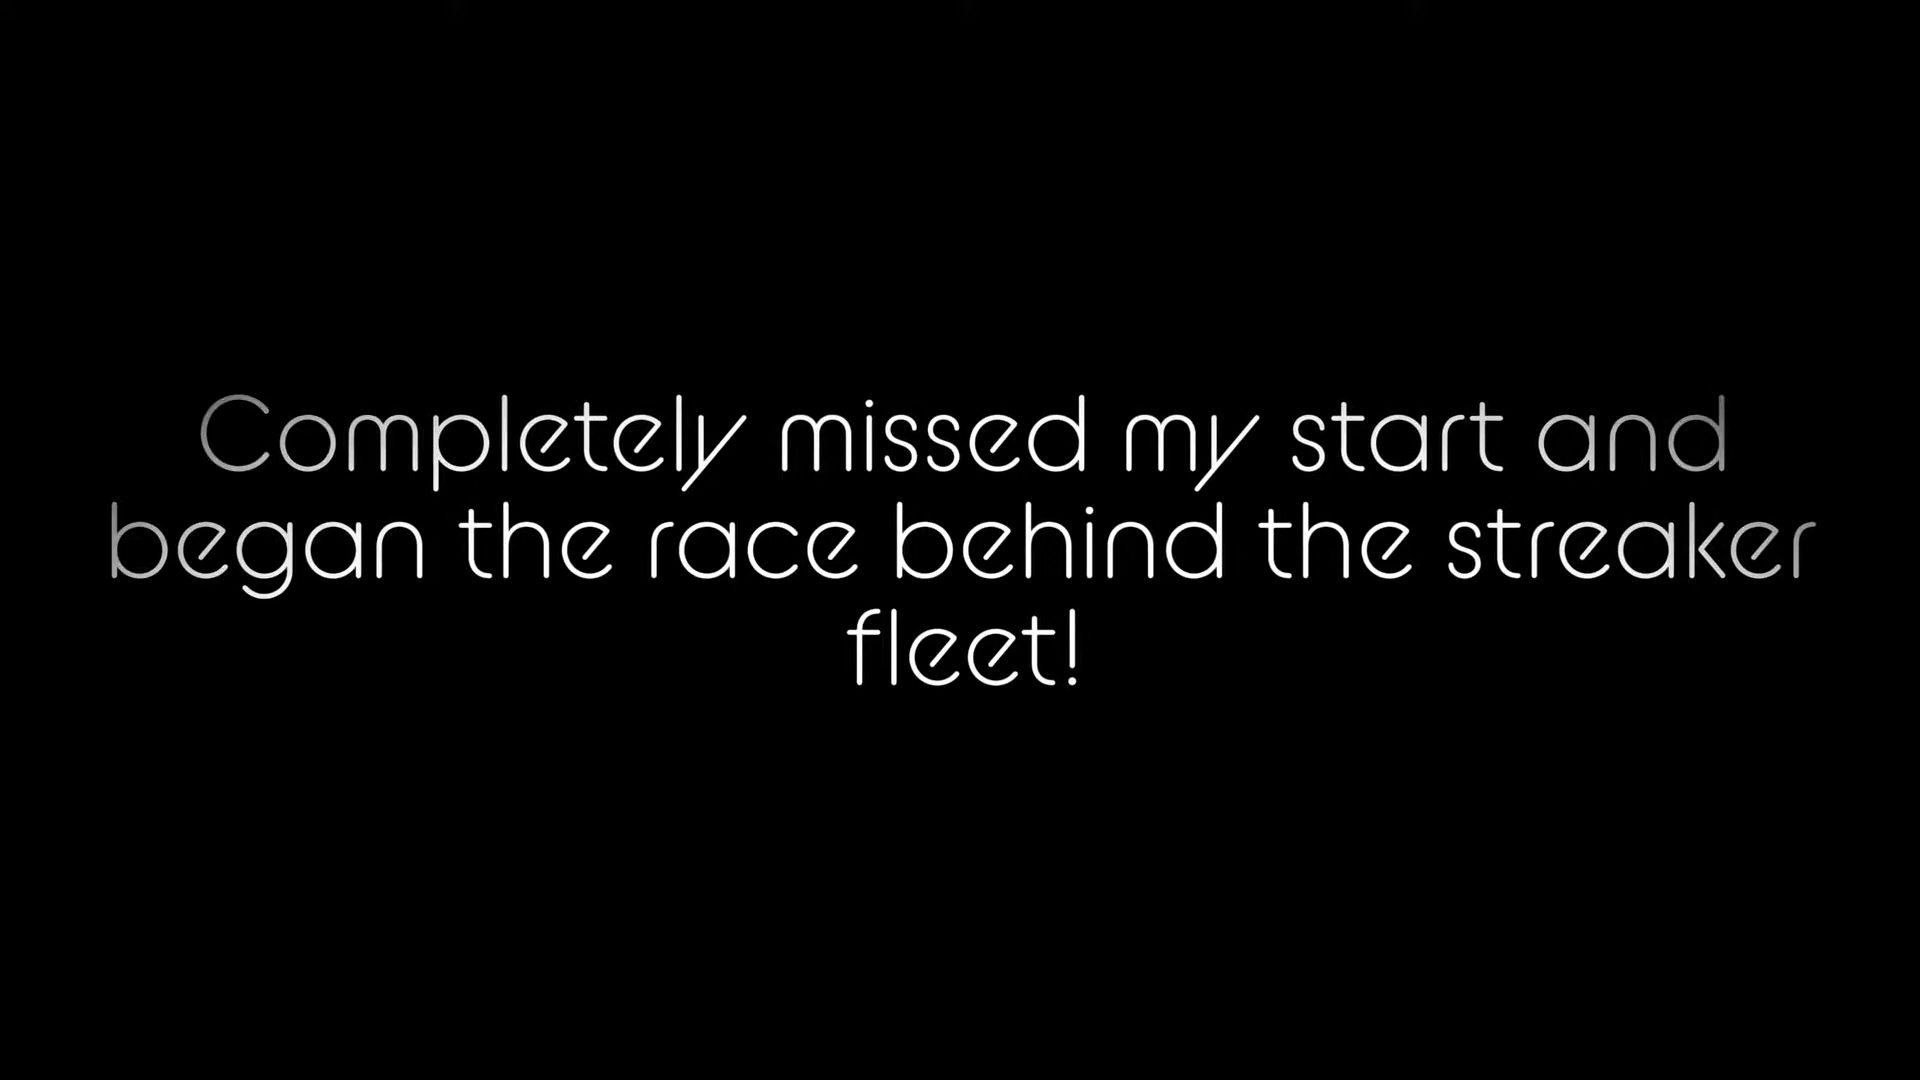 Completely missed my start and
began the race behind the streaker
fleet!